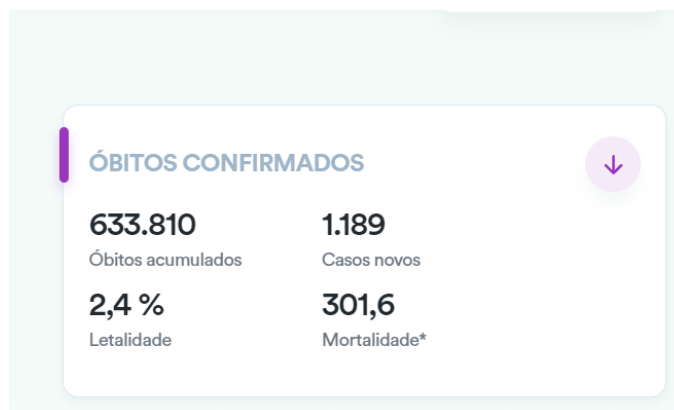 ÓBITOS CONFIRMADOS
633.810 1.189
Óbitos acumulados Casos novos
2,4 % 301,6
Letalidade Mortalidade*